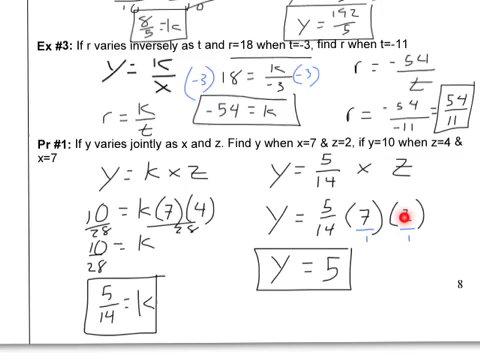 8/5 = k
y = 192/5
Ex #3: If r varies inversely as t and r=18 when t=-3, find r when t=-11
y = k/x (-3) 18 = k/-3 (-3) r = -54/t
r = k/t -54 = k r = -54/-11 = 54/11
Pr #1: If y varies jointly as x and z. Find y when x=7 & z=2, if y=10 when z=4 &
x=7
y = k x z y = 5/14 x z
10/28 = k(7)(4)/28 y = 5/14 (7/1) (2/1)
10/28 = k y = 5
5/14 = k
8